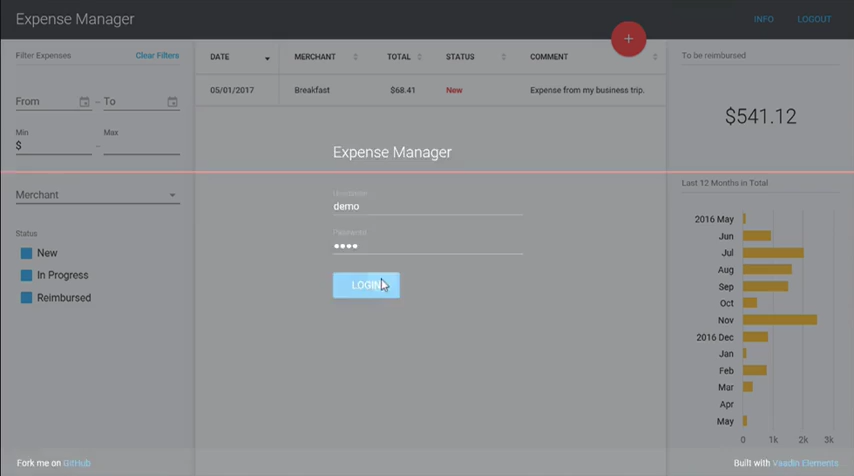 Expense Manager
INFO LOGOUT
Filter Expenses Clear Filters
From – To
Min Max
$ –
Merchant
Status
New
In Progress
Reimbursed
Fork me on GitHub
DATE MERCHANT TOTAL STATUS COMMENT
05/01/2017 Breakfast $68.41 New Expense from my business trip.
+
Expense Manager
Username
demo
Password
LOGIN
To be reimbursed
$541.12
Last 12 Months in Total
2016 May
Jun
Jul
Aug
Sep
Oct
Nov
2016 Dec
Jan
Feb
Mar
Apr
May
0 1k 2k 3k
Built with Vaadin Elements